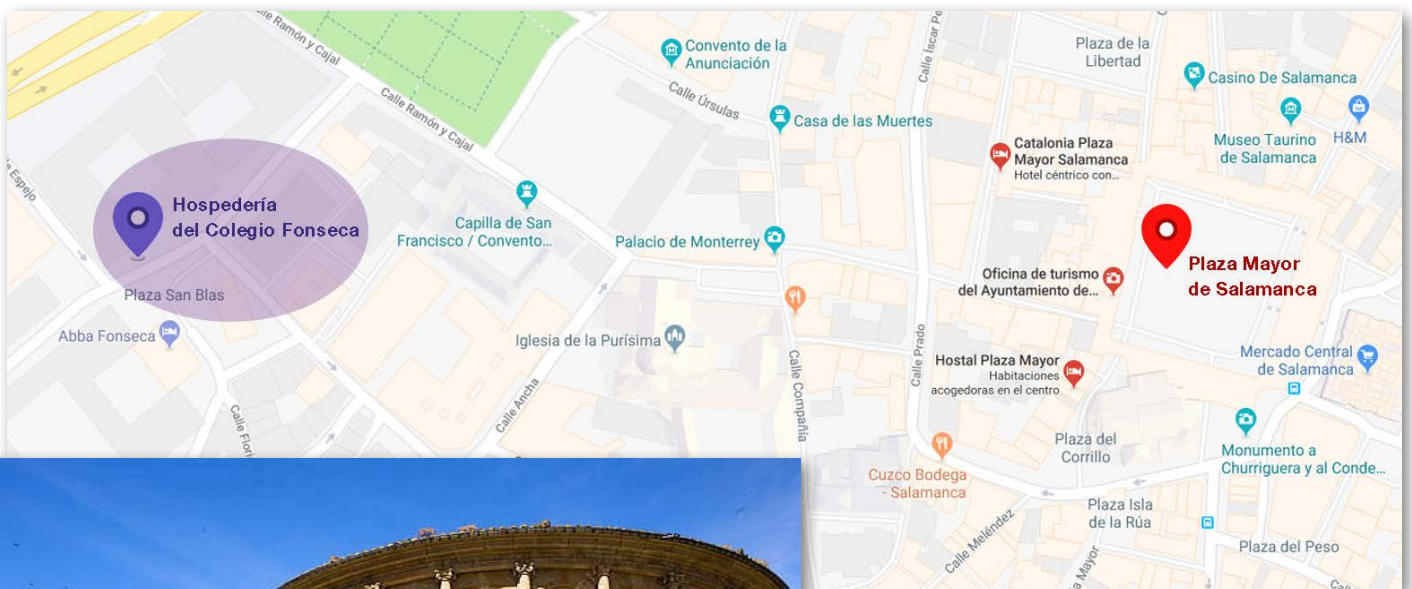 Calle Ramón y Cajal
Convento de la
Anunciación
Calle Úrsulas
Casa de las Muertes
Plaza de la
Libertad
Casino De Salamanca
Museo Taurino
de Salamanca
H&M
Catalonia Plaza
Mayor Salamanca
Hotel céntrico con...
Calle Ramón y Cajal
Espejo
Hospedería
del Colegio Fonseca
Capilla de San
Francisco / Convento...
Palacio de Monterrey
Oficina de turismo
del Ayuntamiento de...
Plaza Mayor
de Salamanca
Plaza San Blas
Abba Fonseca
Iglesia de la Purísima
Calle Prado
Hostal Plaza Mayor
Habitaciones
acogedoras en el centro
Mercado Central
de Salamanca
Calle Ancha
Calle Compañía
Plaza del
Corrillo
Monumento a
Churriguera y al Conde...
Cuzco Bodega
- Salamanca
Plaza Isla
de la Rúa
Calle Meléndez
Plaza del Peso
Mayor